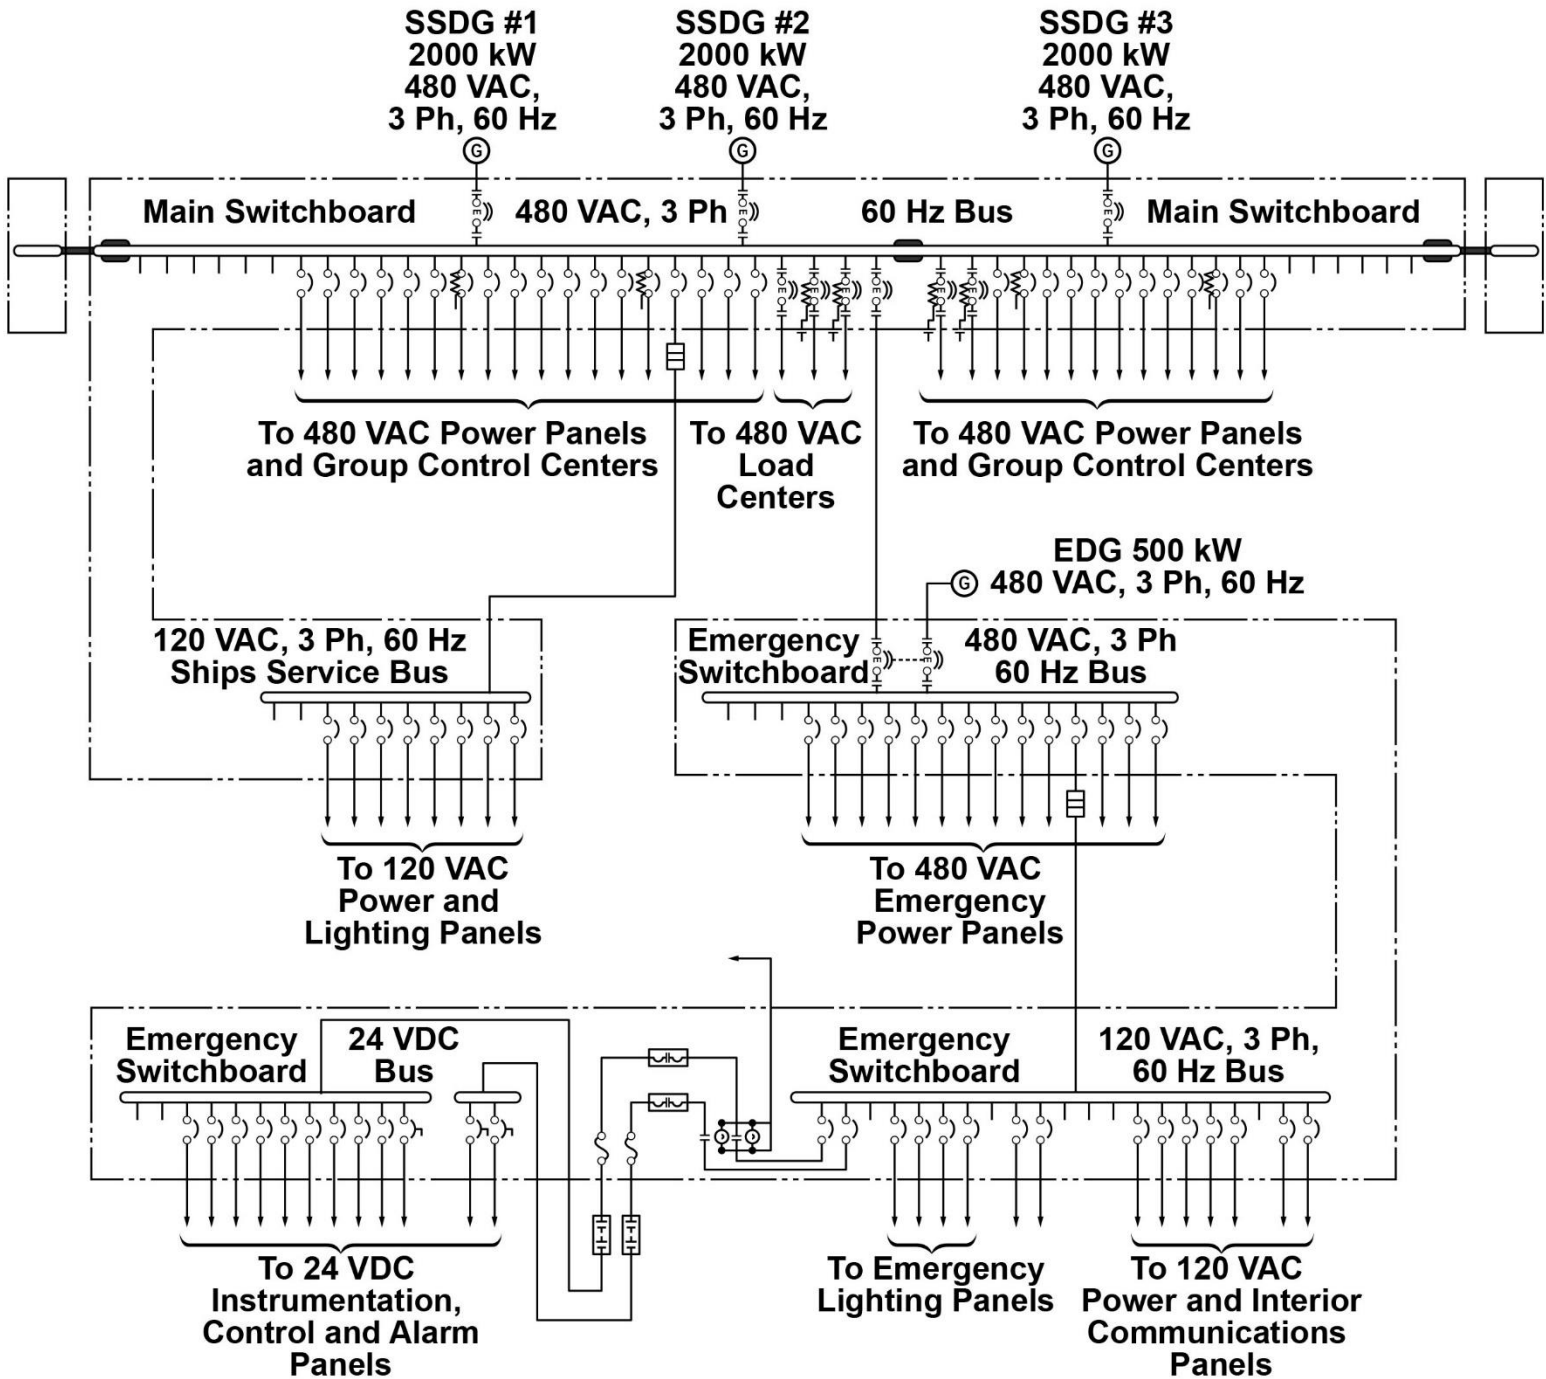 SSDG #1
2000 kW
480 VAC,
3 Ph, 60 Hz
G
SSDG #2
2000 kW
480 VAC,
3 Ph, 60 Hz
G
SSDG #3
2000 kW
480 VAC,
3 Ph, 60 Hz
G
Main Switchboard
E
480 VAC, 3 Ph
E
60 Hz Bus
E
Main Switchboard
E
E
E
E
E
E
To 480 VAC Power Panels
and Group Control Centers
To 480 VAC
Load
Centers
To 480 VAC Power Panels
and Group Control Centers
EDG 500 kW
G
480 VAC, 3 Ph, 60 Hz
120 VAC, 3 Ph, 60 Hz
Ships Service Bus
Emergency
Switchboard
E
E
480 VAC, 3 Ph
60 Hz Bus
To 120 VAC
Power and
Lighting Panels
To 480 VAC
Emergency
Power Panels
Emergency
Switchboard
24 VDC
Bus
Emergency
Switchboard
120 VAC, 3 Ph,
60 Hz Bus
To 24 VDC
Instrumentation,
Control and Alarm
Panels
To Emergency
Lighting Panels
To 120 VAC
Power and Interior
Communications
Panels